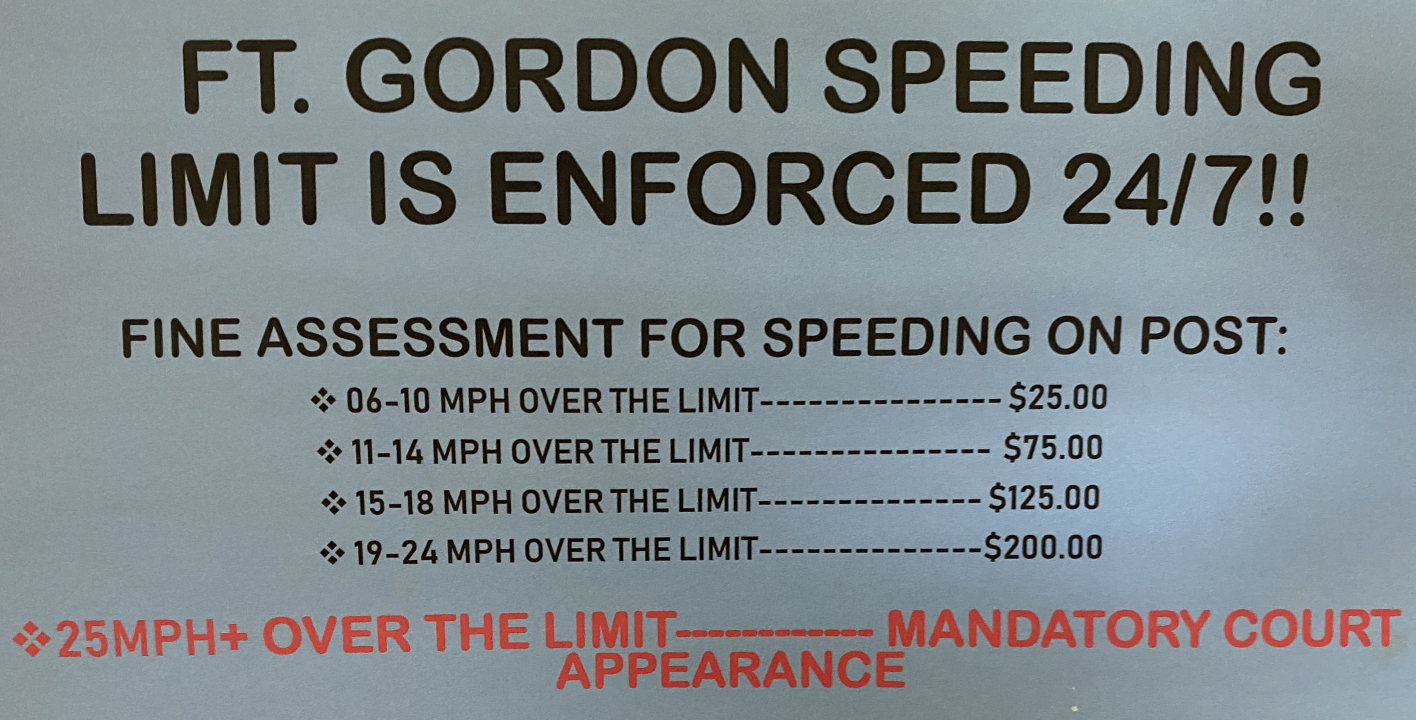 FT. GORDON SPEEDING
LIMIT IS ENFORCED 24/7!!
FINE ASSESSMENT FOR SPEEDING ON POST:
❖ 06-10 MPH OVER THE LIMIT--------------- $25.00
❖ 11-14 MPH OVER THE LIMIT--------------- $75.00
❖ 15-18 MPH OVER THE LIMIT-------------- $125.00
❖ 19-24 MPH OVER THE LIMIT--------------$200.00
❖25MPH+ OVER THE LIMIT------------ MANDATORY COURT
APPEARANCE